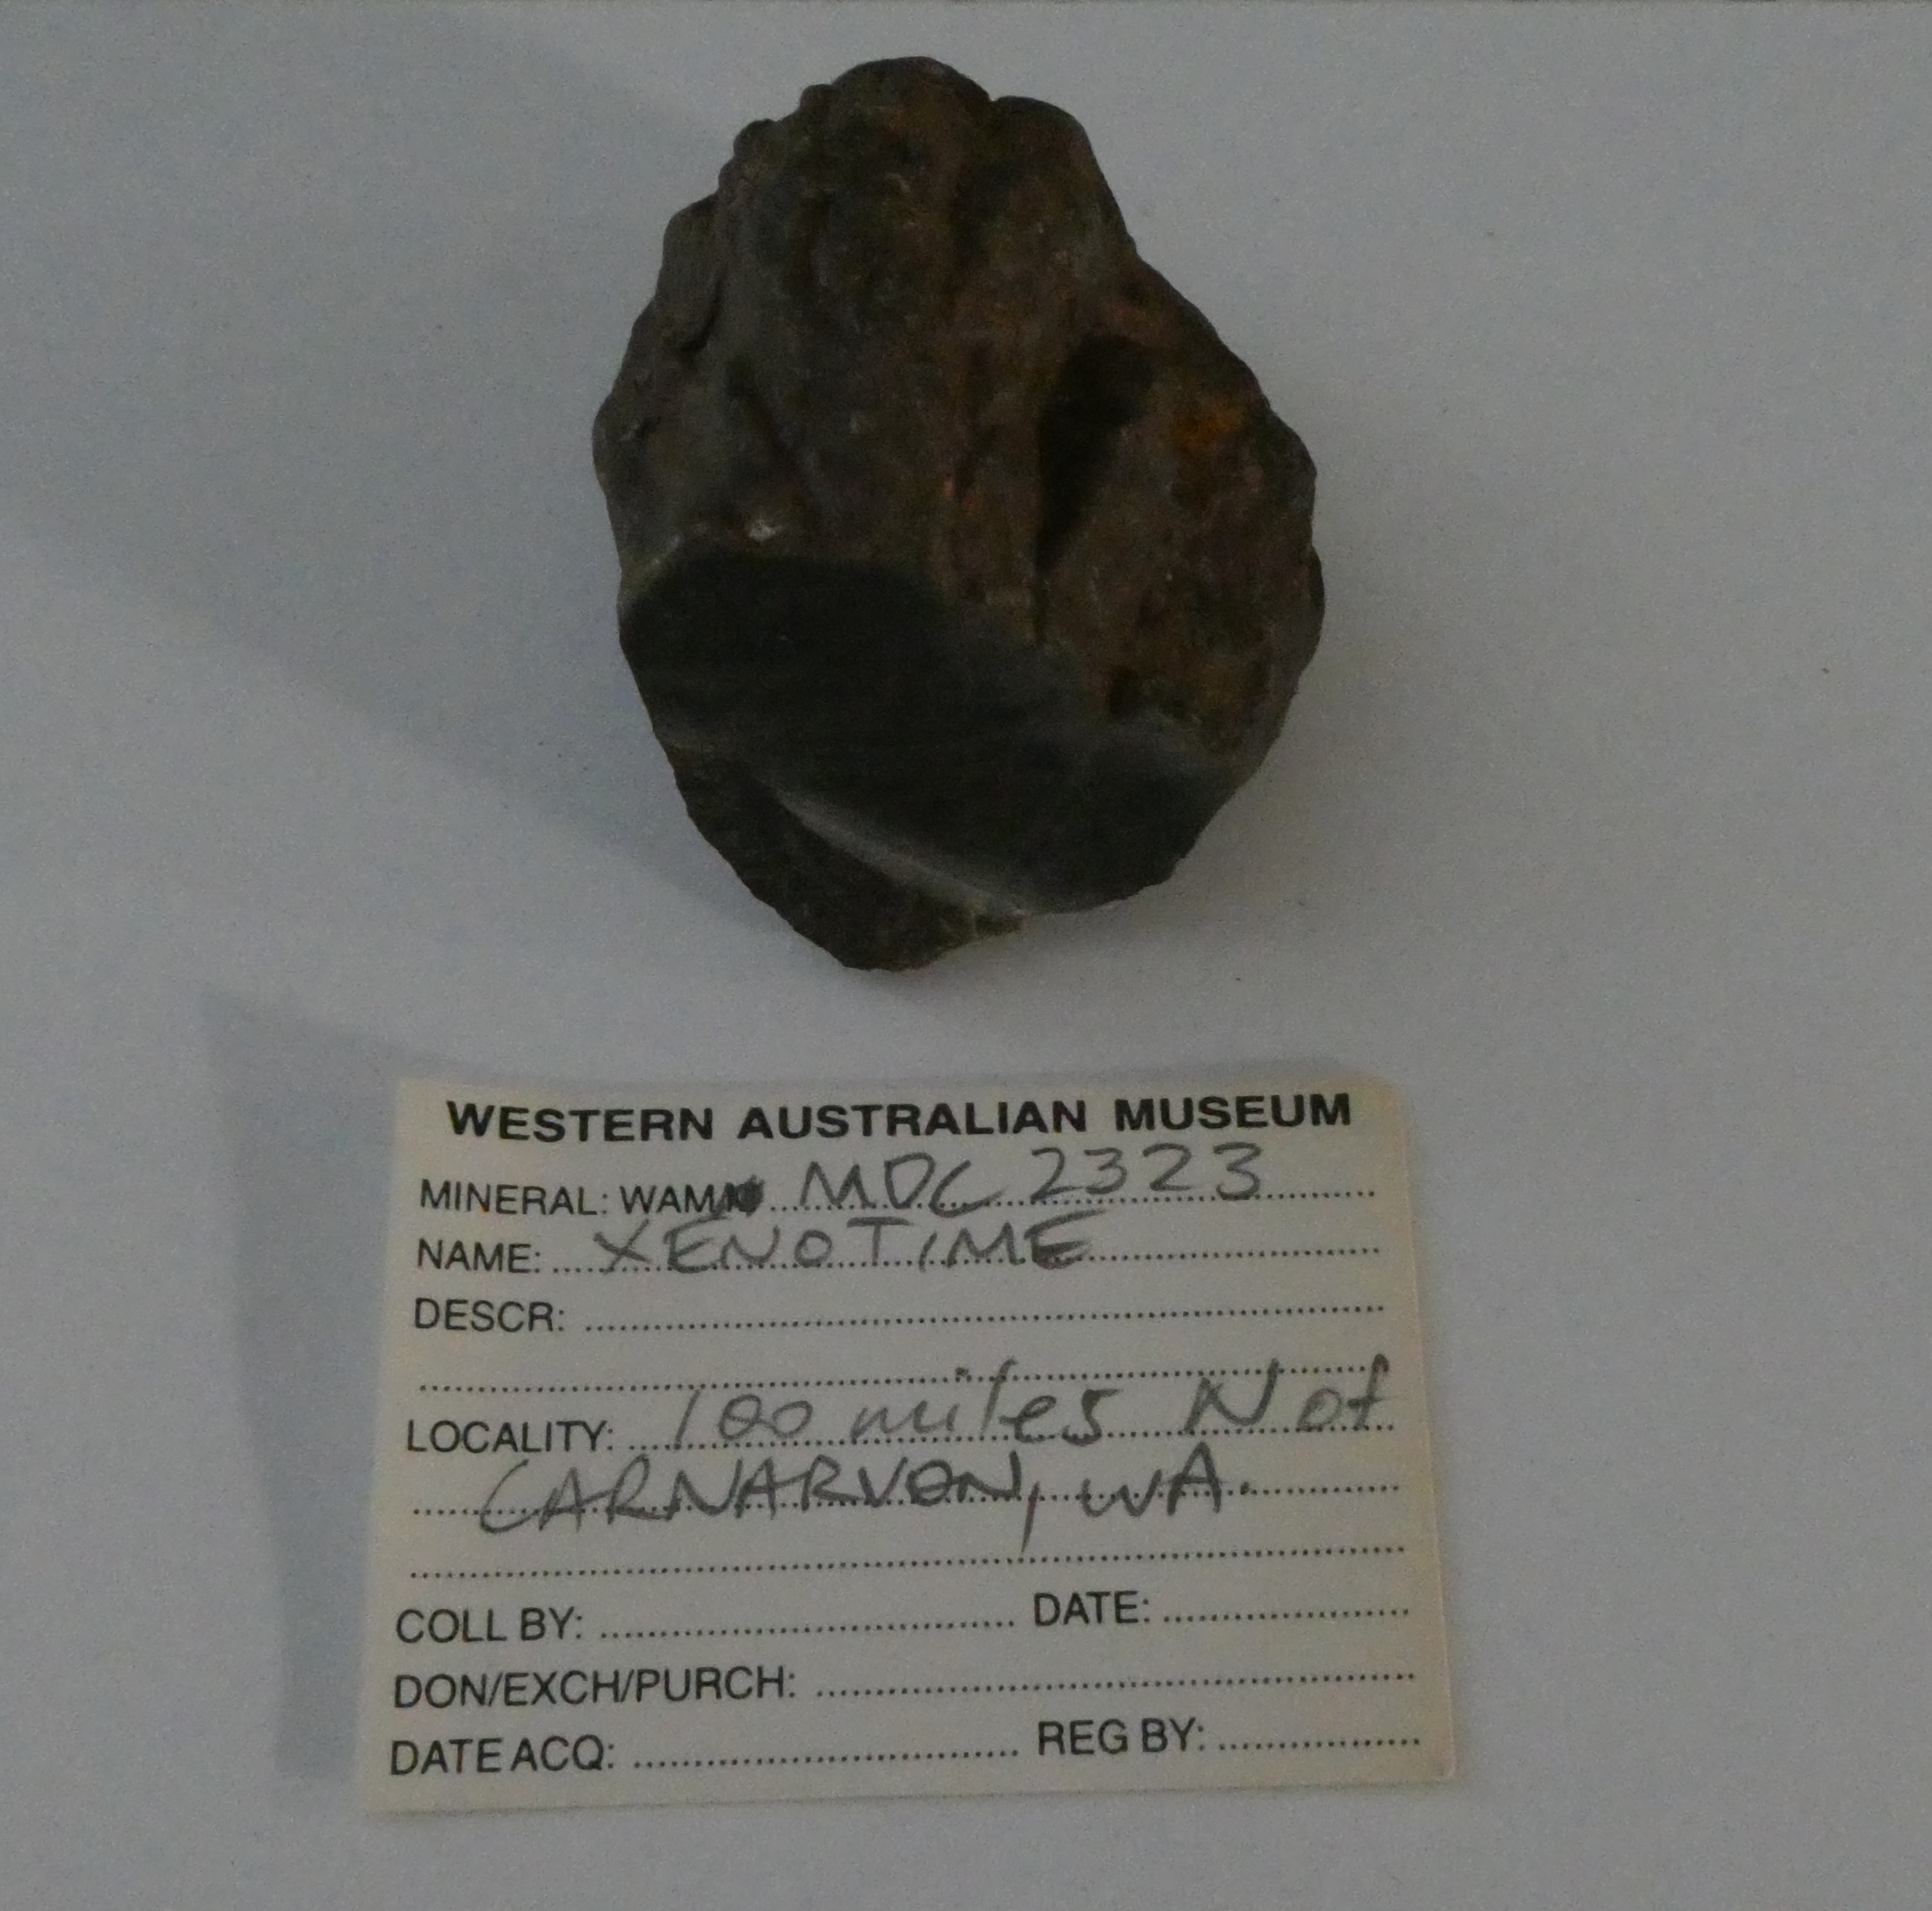 WESTERN AUSTRALIAN MUSEUM
MINERAL: WAM MDC 2323
NAME: XENOTIME
DESCR:
LOCALITY: 100 miles N of
CARNARVON, WA.
COLL BY: DATE:
DON/EXCH/PURCH:
DATE ACQ: REG BY: